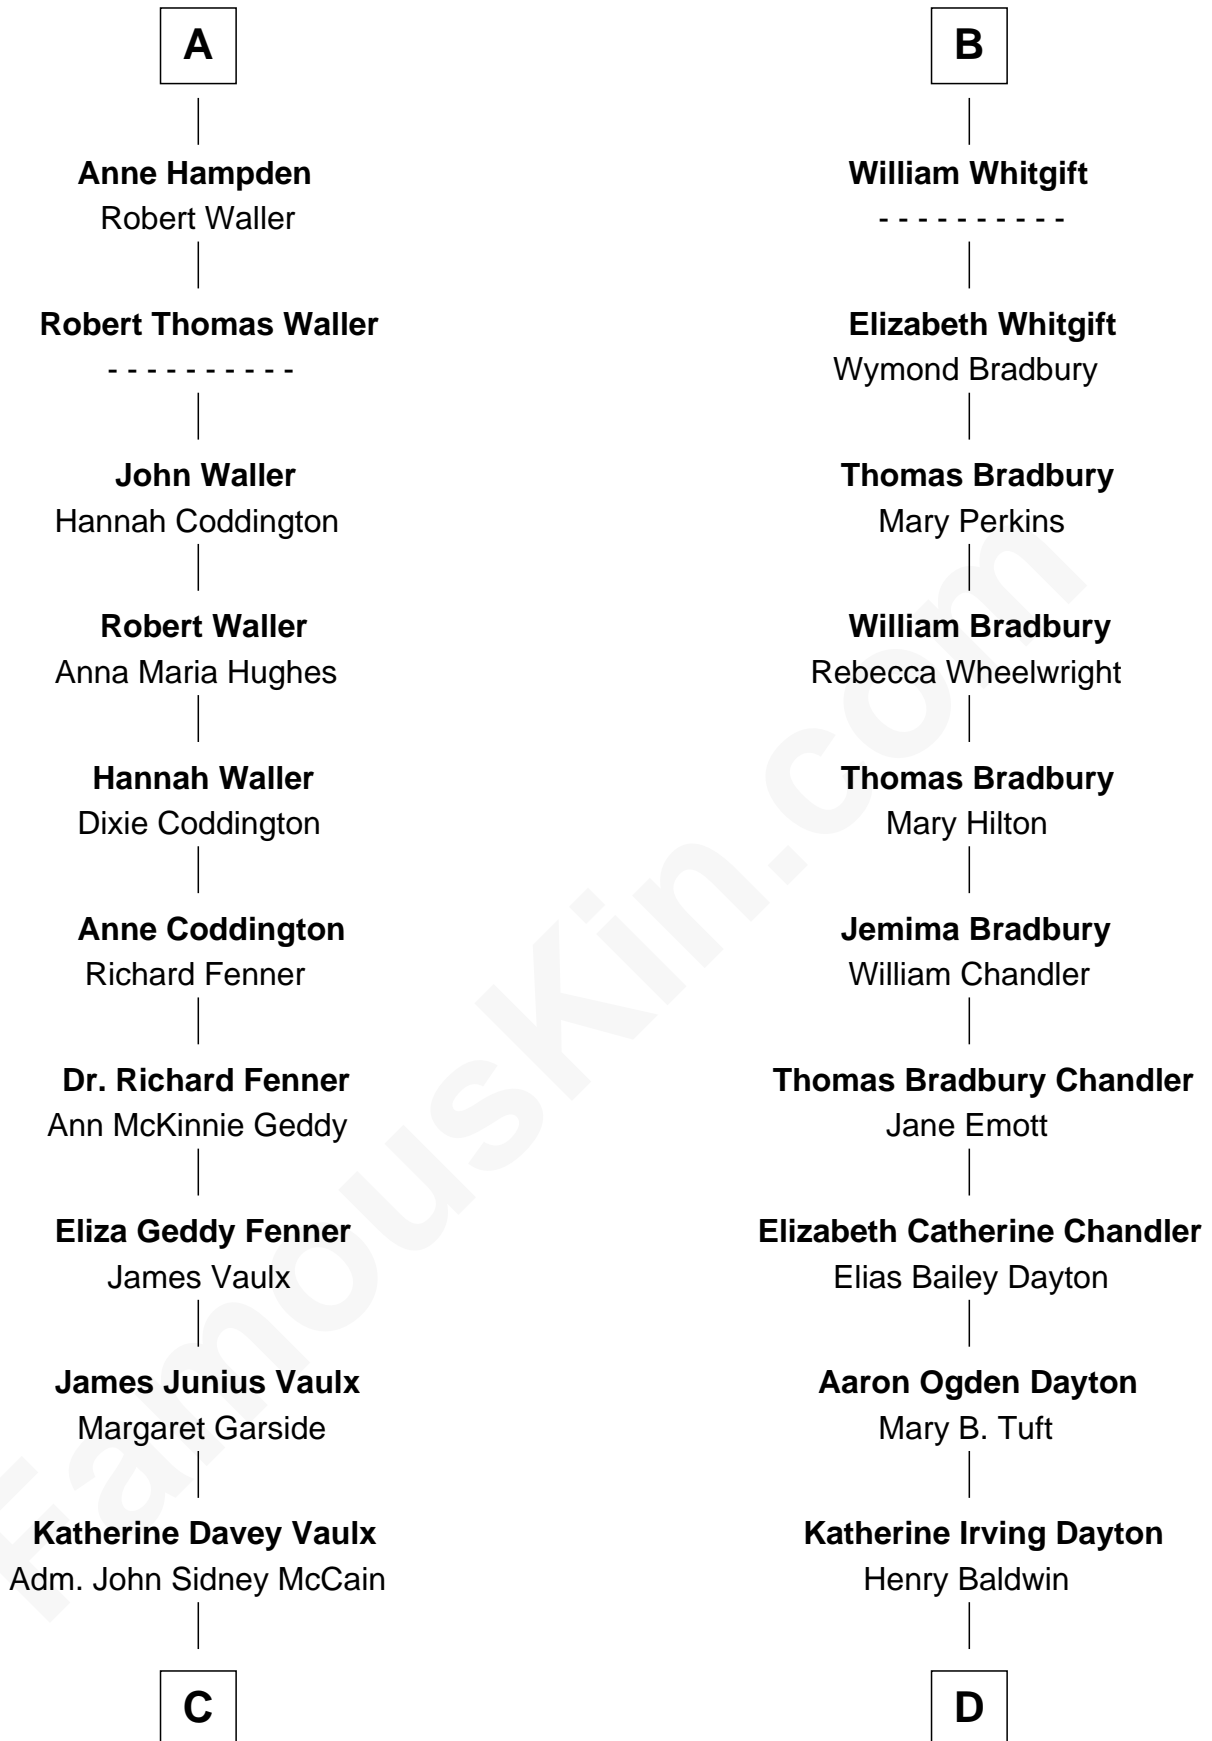 A
Anne Hampden
Robert Waller
Robert Thomas Waller
- - - - - - - - - -
John Waller
Hannah Coddington
Robert Waller
Anna Maria Hughes
Hannah Waller
Dixie Coddington
Anne Coddington
Richard Fenner
Dr. Richard Fenner
Ann McKinnie Geddy
Eliza Geddy Fenner
James Vaulx
James Junius Vaulx
Margaret Garside
Katherine Davey Vaulx
Adm. John Sidney McCain
C
B
William Whitgift
- - - - - - - - - -
Elizabeth Whitgift
Wymond Bradbury
Thomas Bradbury
Mary Perkins
William Bradbury
Rebecca Wheelwright
Thomas Bradbury
Mary Hilton
Jemima Bradbury
William Chandler
Thomas Bradbury Chandler
Jane Emott
Elizabeth Catherine Chandler
Elias Bailey Dayton
Aaron Ogden Dayton
Mary B. Tuft
Katherine Irving Dayton
Henry Baldwin
D
FamousKin.com